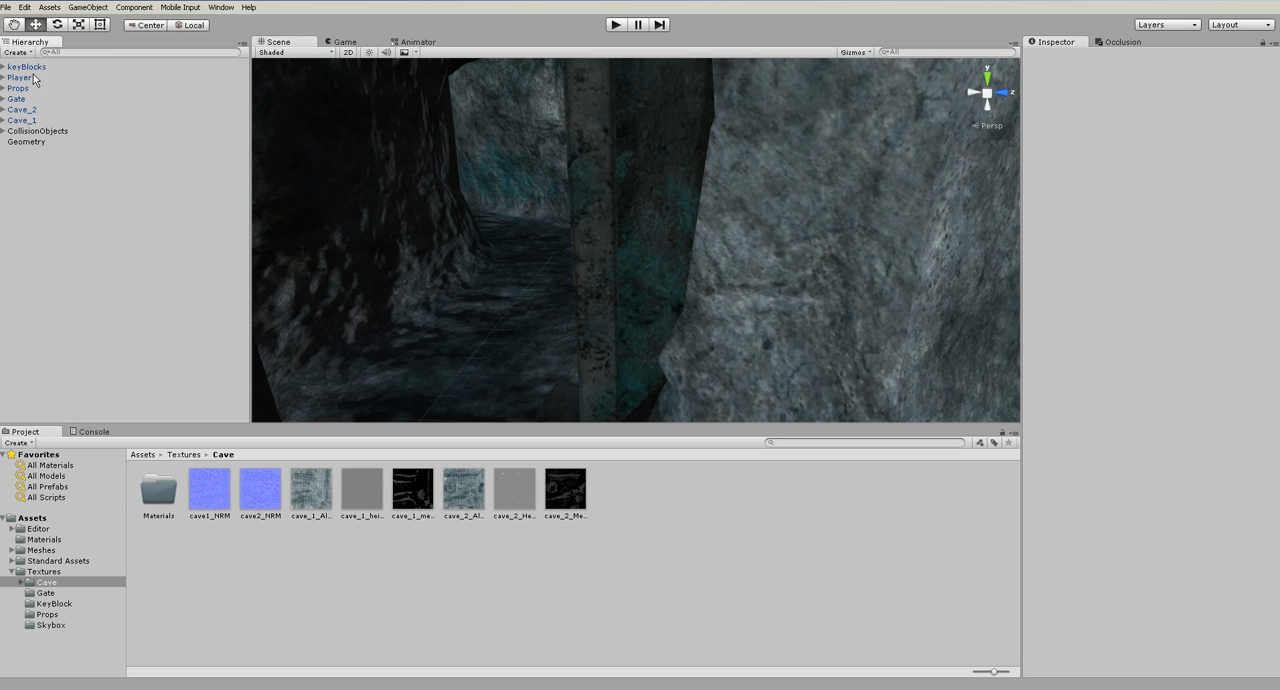 File Edit Assets GameObject Component Mobile Input Window Help
Center Local Layers Layout
Hierarchy
Create All
keyBlocks
Player
Props
Gate
Cave_2
Cave_1
CollisionObjects
Geometry
Scene Game Animator
Shaded 2D Gizmos All
y
z
Persp
Inspector Occlusion
Project Console
Create
Favorites
All Materials
All Models
All Prefabs
All Scripts
Assets
Editor
Materials
Meshes
Standard Assets
Textures
Cave
Gate
KeyBlock
Props
Skybox
Assets Textures Cave
Materials cave1_NRM cave2_NRM cave_1_Al... cave_1_hei... cave_1_me... cave_2_Al... cave_2_He... cave_2_Me...